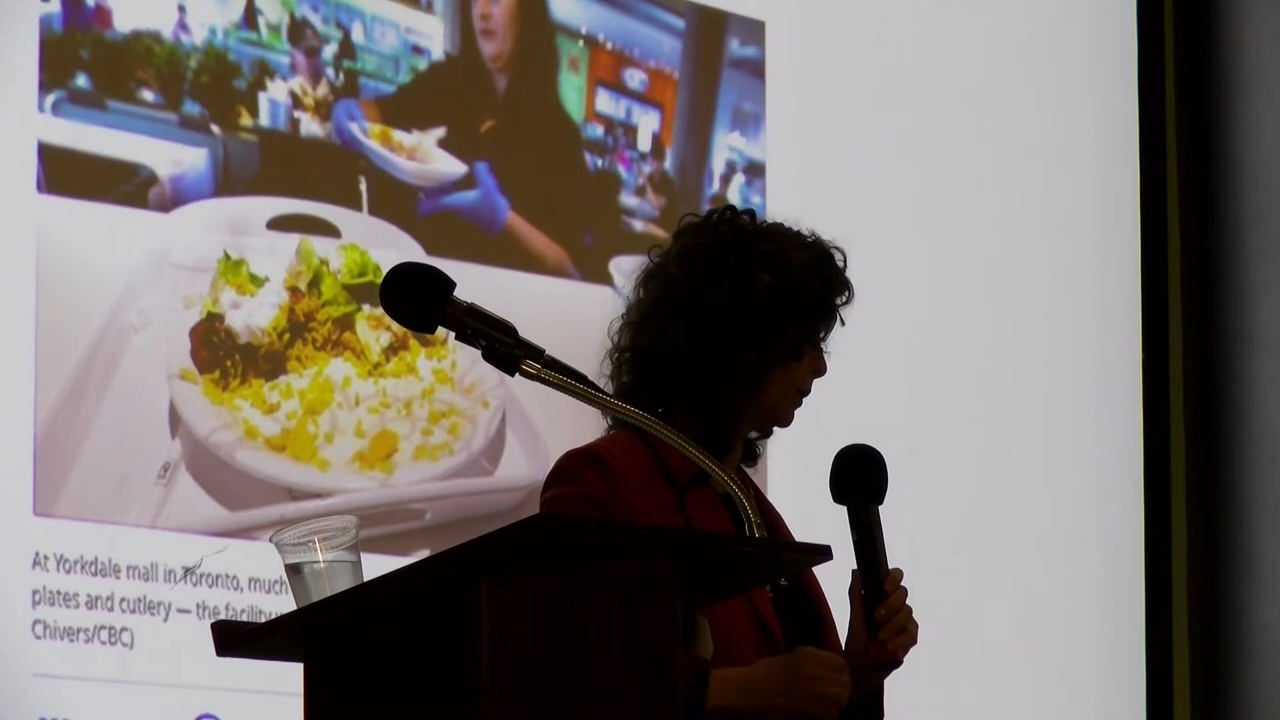 At Yorkdale mall in Toronto, much
plates and cutlery — the facility
Chivers/CBC)